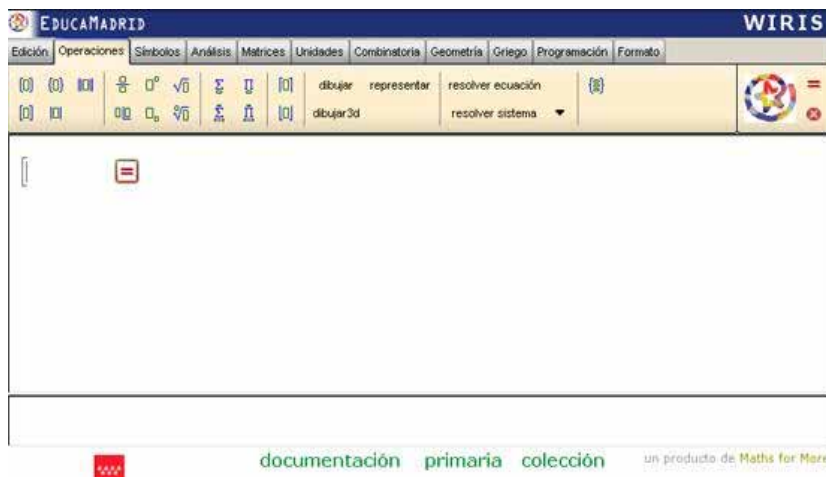 EDUCAMADRID WIRIS
Edición Operaciones Símbolos Análisis Matrices Unidades Combinatoria Geometría Griego Programación Formato
dibujar representar resolver ecuación
dibujar3d resolver sistema
=
documentación primaria colección un producto de Maths for More